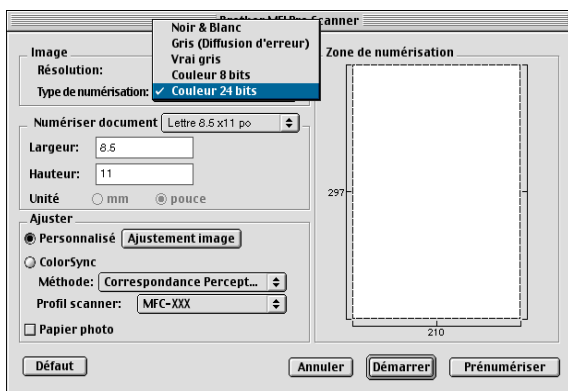 Scanner
Noir & Blanc
Gris (Diffusion d'erreur)
Vrai gris
Couleur 8 bits
✓ Couleur 24 bits
Image
Résolution:
Type de numérisation:
Numériser document Lettre 8.5 x11 po
Largeur: 8.5
Hauteur: 11
Unité mm pouce
Ajuster
Personnalisé Ajustement image
ColorSync
Méthode: Correspondance Percept...
Profil scanner: MFC-XXX
Papier photo
Zone de numérisation
297
210
Défaut Annuler Démarrer Prénumériser